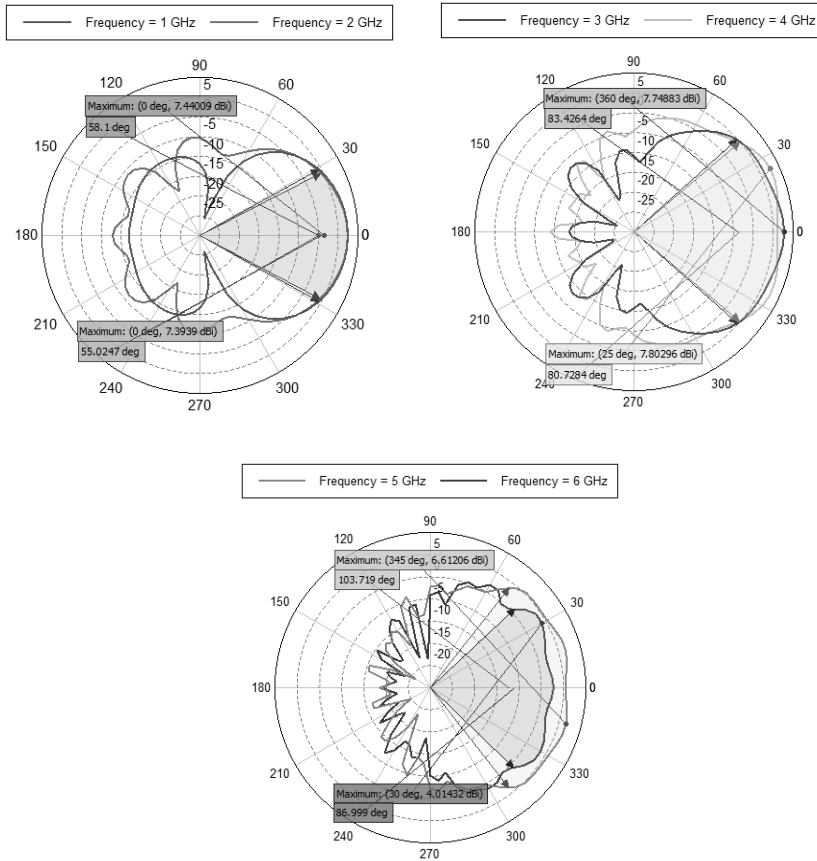 Frequency = 1 GHz Frequency = 2 GHz
90
120 5 60
Maximum: (0 deg, 7.44009 dBi)
58.1 deg
-5
-10
150 30
-15
-20
-25
180 0
210 330
Maximum: (0 deg, 7.3939 dBi)
55.0247 deg
240 300
270
Frequency = 3 GHz Frequency = 4 GHz
90
120 5 60
Maximum: (360 deg, 7.74883 dBi)
83.4264 deg
-5
-10
150 30
-15
-20
-25
180 0
210 330
Maximum: (25 deg, 7.80296 dBi)
80.7284 deg
240 300
270
Frequency = 5 GHz Frequency = 6 GHz
90
120 5 60
Maximum: (345 deg, 6.61206 dBi)
103.719 deg
-5
-10
150 30
-15
-20
180 0
210 330
Maximum: (30 deg, 4.01432 dBi)
86.999 deg
240 300
270